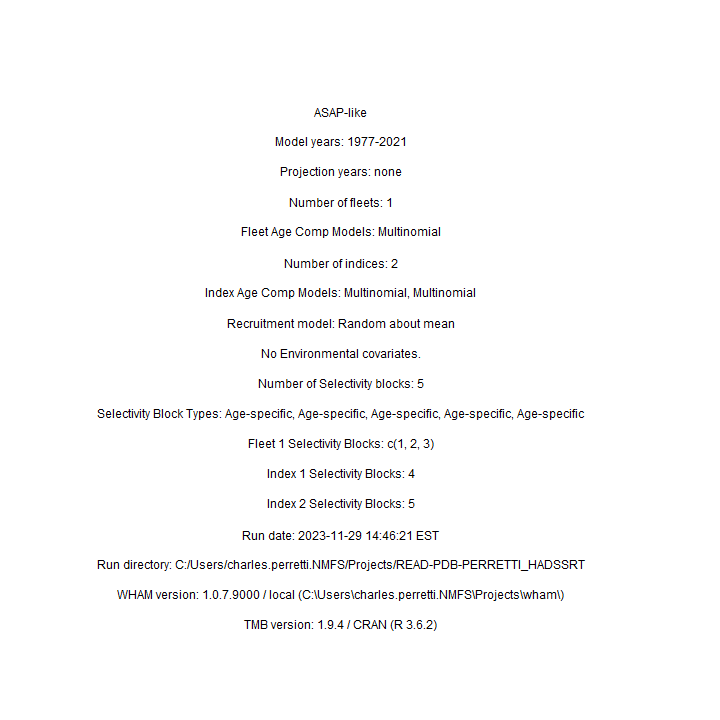 ASAP-like
Model years: 1977-2021
Projection years: none
Number of fleets: 1
Fleet Age Comp Models: Multinomial
Number of indices: 2
Index Age Comp Models: Multinomial, Multinomial
Recruitment model: Random about mean
No Environmental covariates.
Number of Selectivity blocks: 5
Selectivity Block Types: Age-specific, Age-specific, Age-specific, Age-specific, Age-specific
Fleet 1 Selectivity Blocks: c(1, 2, 3)
Index 1 Selectivity Blocks: 4
Index 2 Selectivity Blocks: 5
Run date: 2023-11-29 14:46:21 EST
Run directory: C:/Users/charles.perretti.NMFS/Projects/READ-PDB-PERRETTI_HADSSRT
WHAM version: 1.0.7.9000 / local (C:\Users\charles.perretti.NMFS\Projects\wham\)
TMB version: 1.9.4 / CRAN (R 3.6.2)